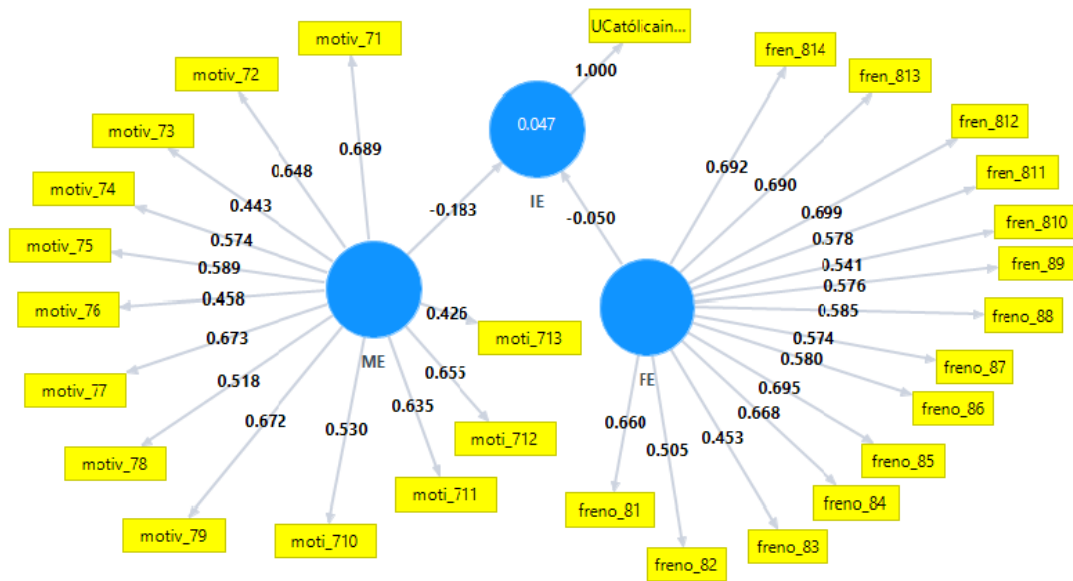 UCatólicain...
1.000
0.047
IE
-0.183
-0.050
motiv_71
motiv_72
motiv_73
motiv_74
motiv_75
motiv_76
motiv_77
motiv_78
motiv_79
moti_710
moti_711
moti_712
moti_713
0.689
0.648
0.443
0.574
0.589
0.458
0.673
0.518
0.672
0.530
0.635
0.655
0.426
ME
fren_814
fren_813
fren_812
fren_811
fren_810
fren_89
freno_88
freno_87
freno_86
freno_85
freno_84
freno_83
freno_82
freno_81
0.692
0.690
0.699
0.578
0.541
0.576
0.585
0.574
0.580
0.695
0.668
0.453
0.505
0.660
FE